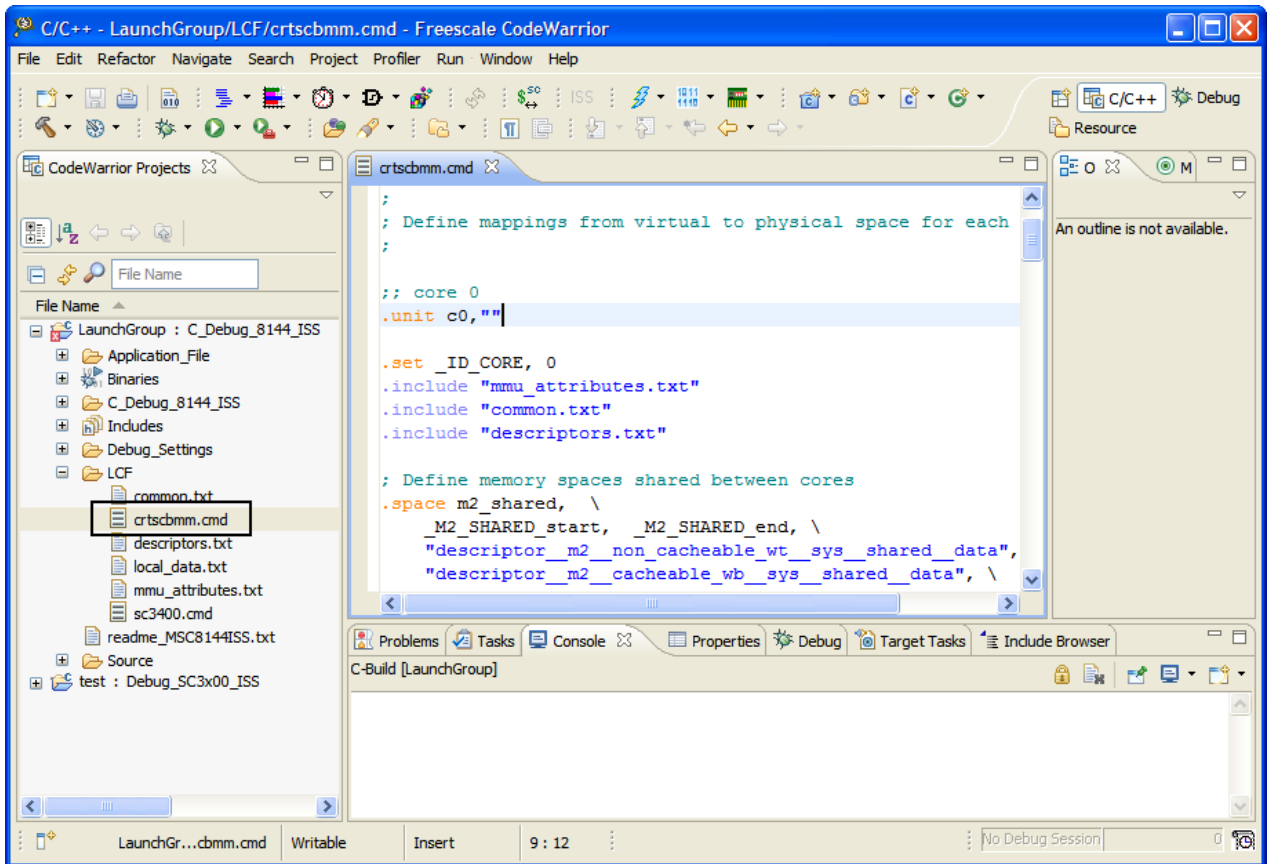 C/C++ - LaunchGroup/LCF/crtscbmm.cmd - Freescale CodeWarrior
File Edit Refactor Navigate Search Project Profiler Run Window Help
ISS
C/C++ Debug
Resource
CodeWarrior Projects
File Name
File Name
LaunchGroup : C_Debug_8144_ISS
Application_File
Binaries
C_Debug_8144_ISS
Includes
Debug_Settings
LCF
common.txt
crtscbmm.cmd
descriptors.txt
local_data.txt
mmu_attributes.txt
sc3400.cmd
readme_MSC8144ISS.txt
Source
test : Debug_SC3x00_ISS
crtscbmm.cmd
;
; Define mappings from virtual to physical space for each
;
;; core 0
.unit c0,""
.set _ID_CORE, 0
.include "mmu_attributes.txt"
.include "common.txt"
.include "descriptors.txt"
; Define memory spaces shared between cores
.space m2_shared, \
_M2_SHARED_start, _M2_SHARED_end, \
"descriptor__m2__non_cacheable_wt__sys__shared__data",
"descriptor__m2__cacheable_wb__sys__shared__data", \
O M
An outline is not available.
Problems Tasks Console Properties Debug Target Tasks Include Browser
C-Build [LaunchGroup]
LaunchGr...cbmm.cmd Writable Insert 9 : 12 No Debug Session 0